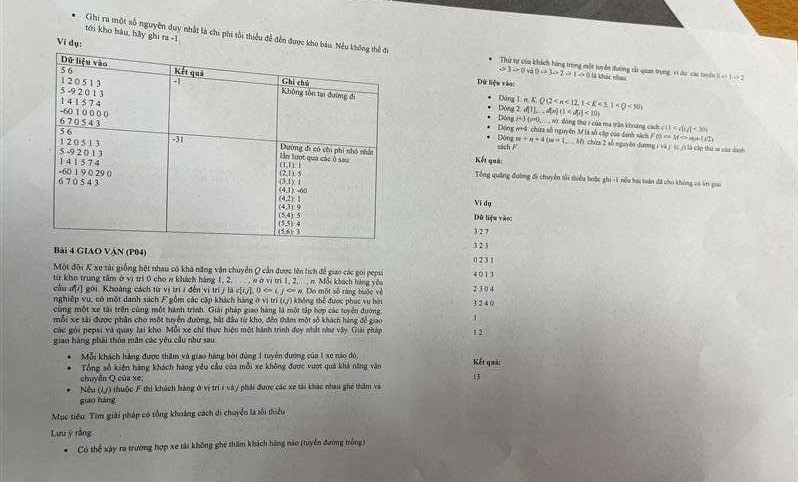 • Ghi ra một số nguyên duy nhất là chi phí tối thiểu để đến được kho báu. Nếu không thể đi
tới kho báu, hãy ghi ra -1.
Ví dụ:
Dữ liệu vào
Kết quả
Ghi chú
5 6
1 2 0 5 1 3
5 -9 2 0 1 3
1 4 1 5 7 4
-60 1 0 0 0 0
6 7 0 5 4 3
-1
Không tồn tại đường đi
5 6
1 2 0 5 1 3
5 -9 2 0 1 3
1 4 1 5 7 4
-60 1 9 0 29 0
6 7 0 5 4 3
-31
Đường đi có chi phí nhỏ nhất
lần lượt qua các ô sau
(1,1): 1
(2,1): 5
(3,1): 1
(4,1): -60
(4,2): 1
(4,3): 9
(5,4): 5
(5,5): 4
(5,6): 3
Bài 4 GIAO VẬN (P04)
Một đội K xe tải giống hệt nhau có khả năng vận chuyển Q cần được lên lịch để giao các gói pepsi
từ kho trung tâm ở vị trí 0 cho n khách hàng 1, 2, . . . , n ở vị trí 1, 2, . . , n. Mỗi khách hàng yêu
cầu d[i] gói. Khoảng cách từ vị trí i đến vị trí j là c[i,j], 0 <= i, j <= n. Do một số ràng buộc về
nghiệp vụ, có một danh sách F gồm các cặp khách hàng ở vị trí (i,j) không thể được phục vụ bởi
cùng một xe tải trên cùng một hành trình. Giải pháp giao hàng là một tập hợp các tuyến đường:
mỗi xe tải được phân cho một tuyến đường, bắt đầu từ kho, đến thăm một số khách hàng để giao
các gói pepsi và quay lại kho. Mỗi xe chỉ thực hiện một hành trình duy nhất như vậy. Giải pháp
giao hàng phải thỏa mãn các yêu cầu như sau:
• Mỗi khách hàng được thăm và giao hàng bởi đúng 1 tuyến đường của 1 xe nào đó;
• Tổng số kiện hàng khách hàng yêu cầu của mỗi xe không được vượt quá khả năng vận
chuyển Q của xe;
• Nếu (i,j) thuộc F thì khách hàng ở vị trí i và j phải được các xe tải khác nhau ghé thăm và
giao hàng
Mục tiêu: Tìm giải pháp có tổng khoảng cách di chuyển là tối thiểu
Lưu ý rằng
• Có thể xảy ra trường hợp xe tải không ghé thăm khách hàng nào (tuyến đường trống)
• Thứ tự của khách hàng trong một tuyến đường rất quan trọng, ví dụ: các tuyến 0 -> 1 -> 2
-> 3 -> 0 và 0 -> 3 -> 2 -> 1 -> 0 là khác nhau.
Dữ liệu vào:
• Dòng 1: n, K, Q (2 < n < 12, 1 < K < 5, 1 < Q < 50)
• Dòng 2: d[1],..., d[n] (1 < d[i] < 10)
• Dòng i+3 (i=0,…, n): dòng thứ i của ma trận khoảng cách c (1 < c[i,j] < 30)
• Dòng n+4: chứa số nguyên M là số cặp của danh sách F (0 <= M <= n(n-1)/2)
• Dòng m + n + 4 (m = 1,…, M): chứa 2 số nguyên dương i và j (i, j) là cặp thứ m của danh
sách F
Kết quả:
Tổng quãng đường di chuyển tối thiểu hoặc ghi -1 nếu bài toán đã cho không có lời giải
Ví dụ
Dữ liệu vào:
3 2 7
3 2 3
0 2 3 1
4 0 1 3
2 3 0 4
3 2 4 0
1
1 2
Kết quả:
13